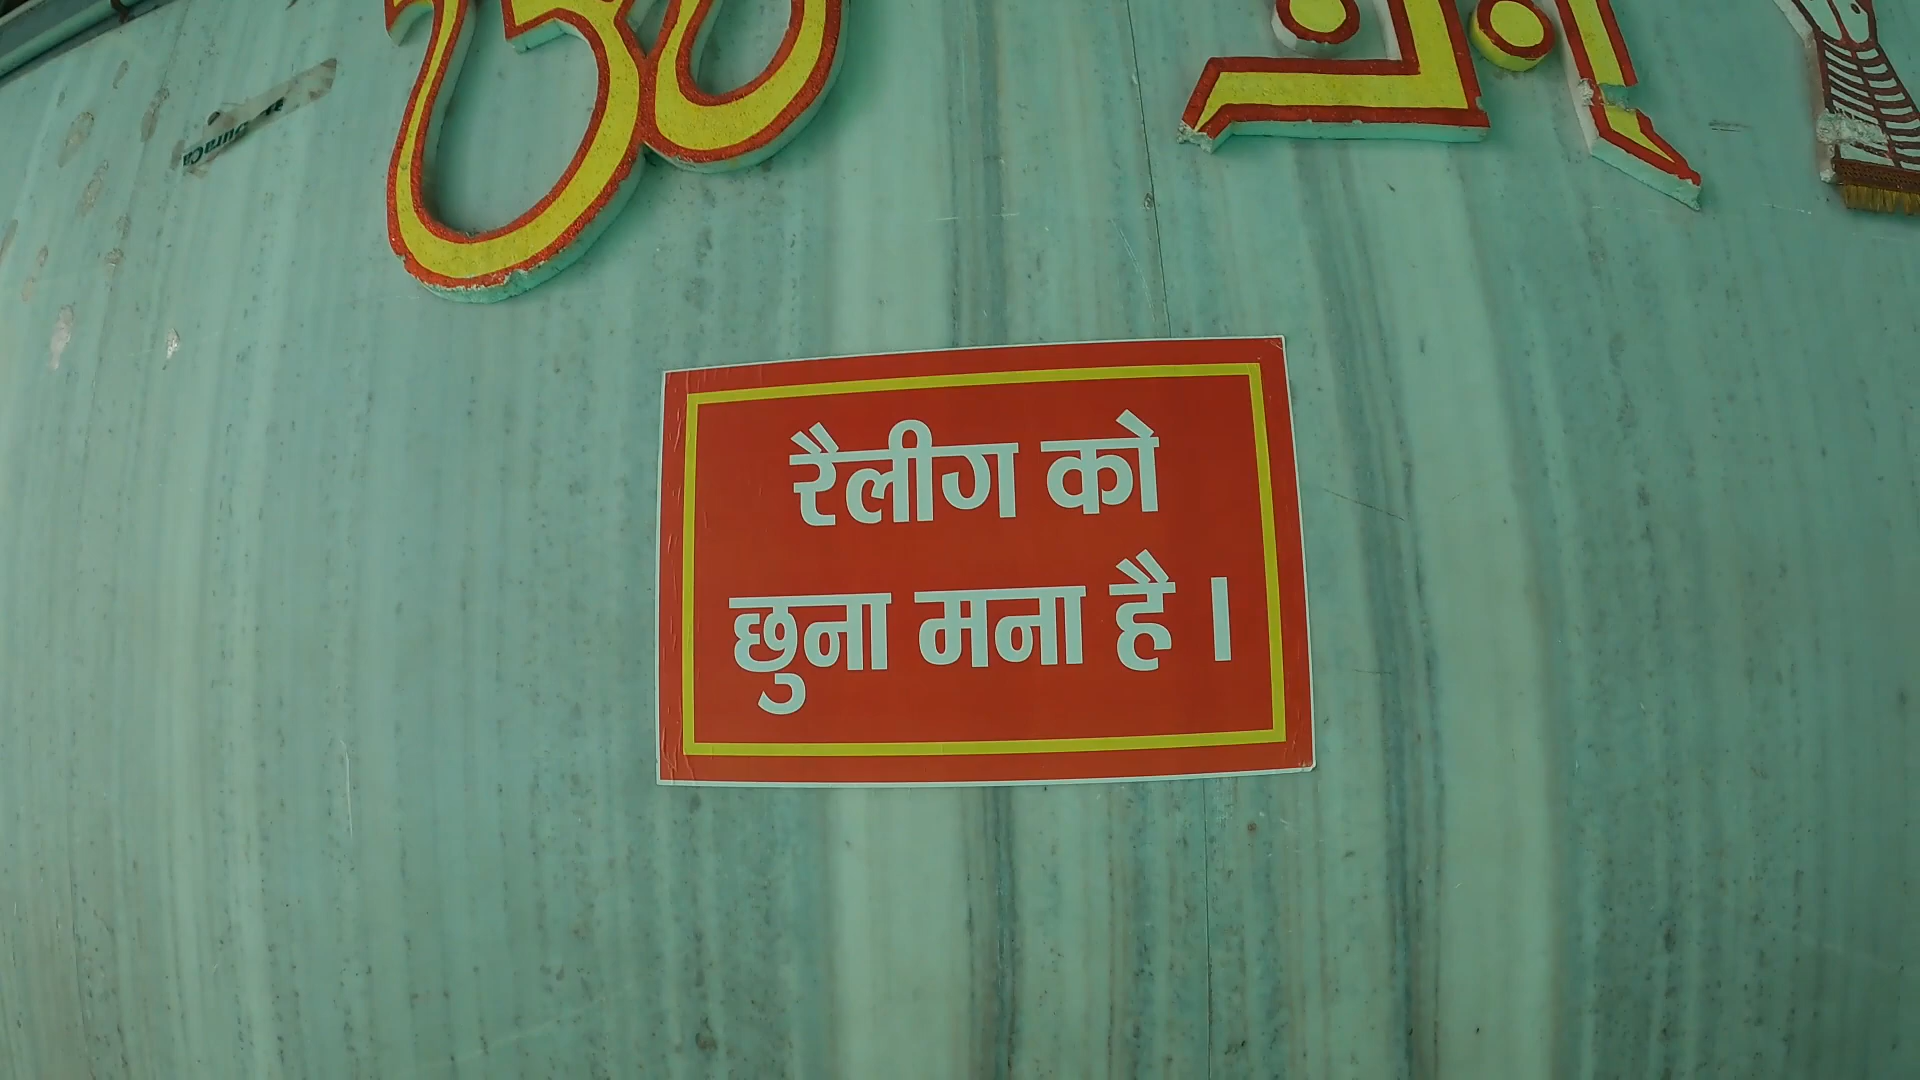 रैलीग को
छुना मना है ।